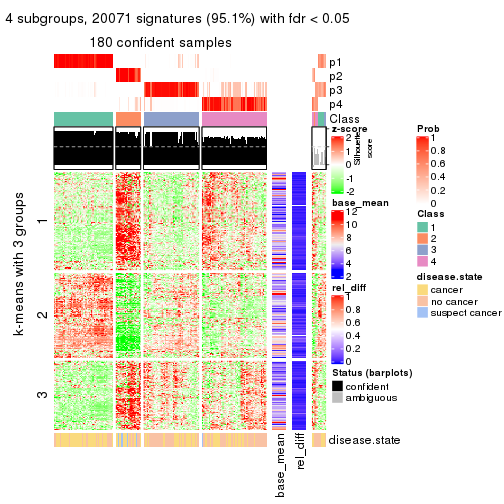 4 subgroups, 20071 signatures (95.1%) with fdr < 0.05
180 confident samples
p1
p2
p3
p4
Class
Silhouette
score
k-means with 3 groups
1
2
3
disease.state
base_mean
rel_diff
z-score
2
1
0
-1
-2
base_mean
12
10
8
6
4
2
rel_diff
1
0.8
0.6
0.4
0.2
0
Status (barplots)
confident
ambiguous
Prob
1
0.8
0.6
0.4
0.2
0
Class
1
2
3
4
disease.state
cancer
no cancer
suspect cancer